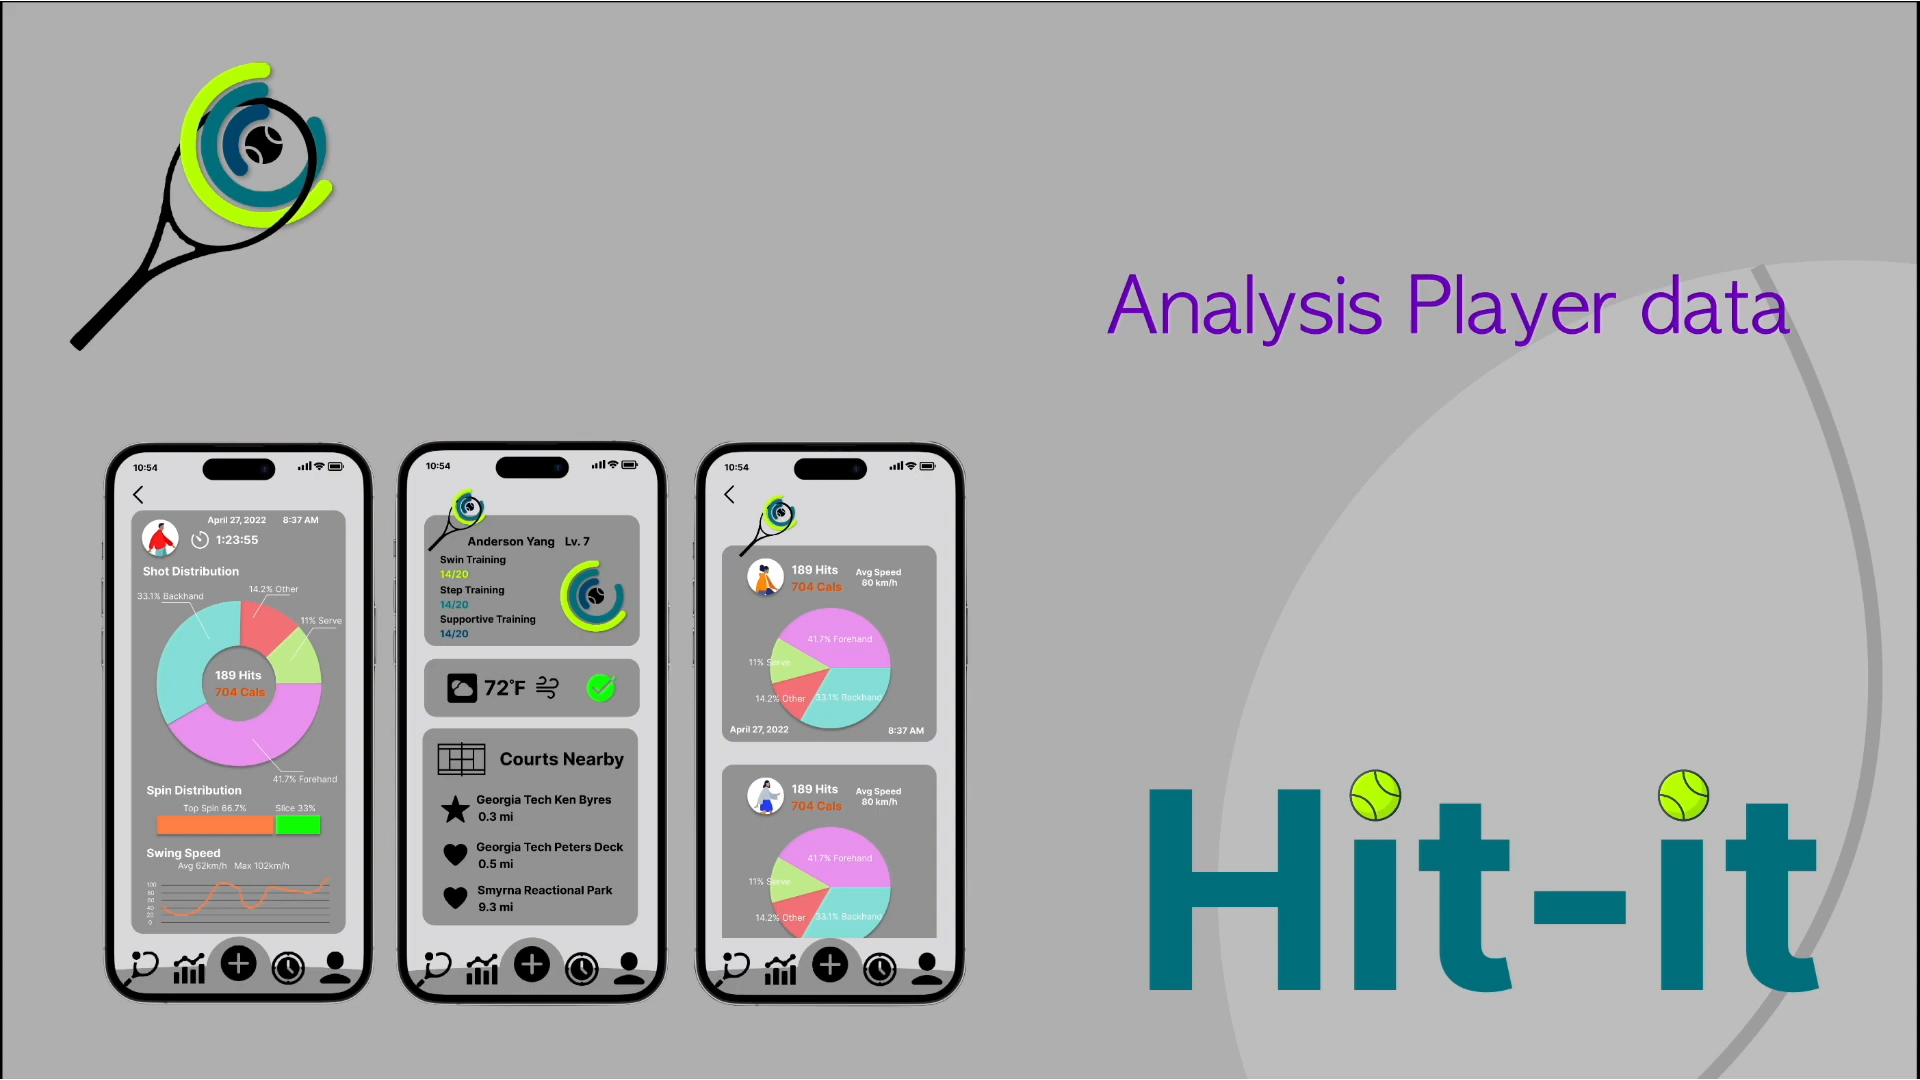 Analysis Player data
10:54
April 27, 2022 8:37 AM
1:23:55
Shot Distribution
14.2% Other
33.1% Backhand
11% Serve
189 Hits
704 Cals
41.7% Forehand
Spin Distribution
Top Spin 66.7% Slice 33%
Swing Speed
Avg 62km/h Max 102km/h
100
80
60
40
20
0
10:54
Anderson Yang Lv. 7
Swin Training
14/20
Step Training
14/20
Supportive Training
14/20
72°F
Courts Nearby
Georgia Tech Ken Byres
0.3 mi
Georgia Tech Peters Deck
0.5 mi
Smyrna Reactional Park
9.3 mi
10:54
189 Hits
704 Cals
Avg Speed
80 km/h
41.7% Forehand
11% Serve
14.2% Other
33.1% Backhand
April 27, 2022 8:37 AM
189 Hits
704 Cals
Avg Speed
80 km/h
41.7% Forehand
11% Serve
14.2% Other
33.1% Backhand
Hit-it